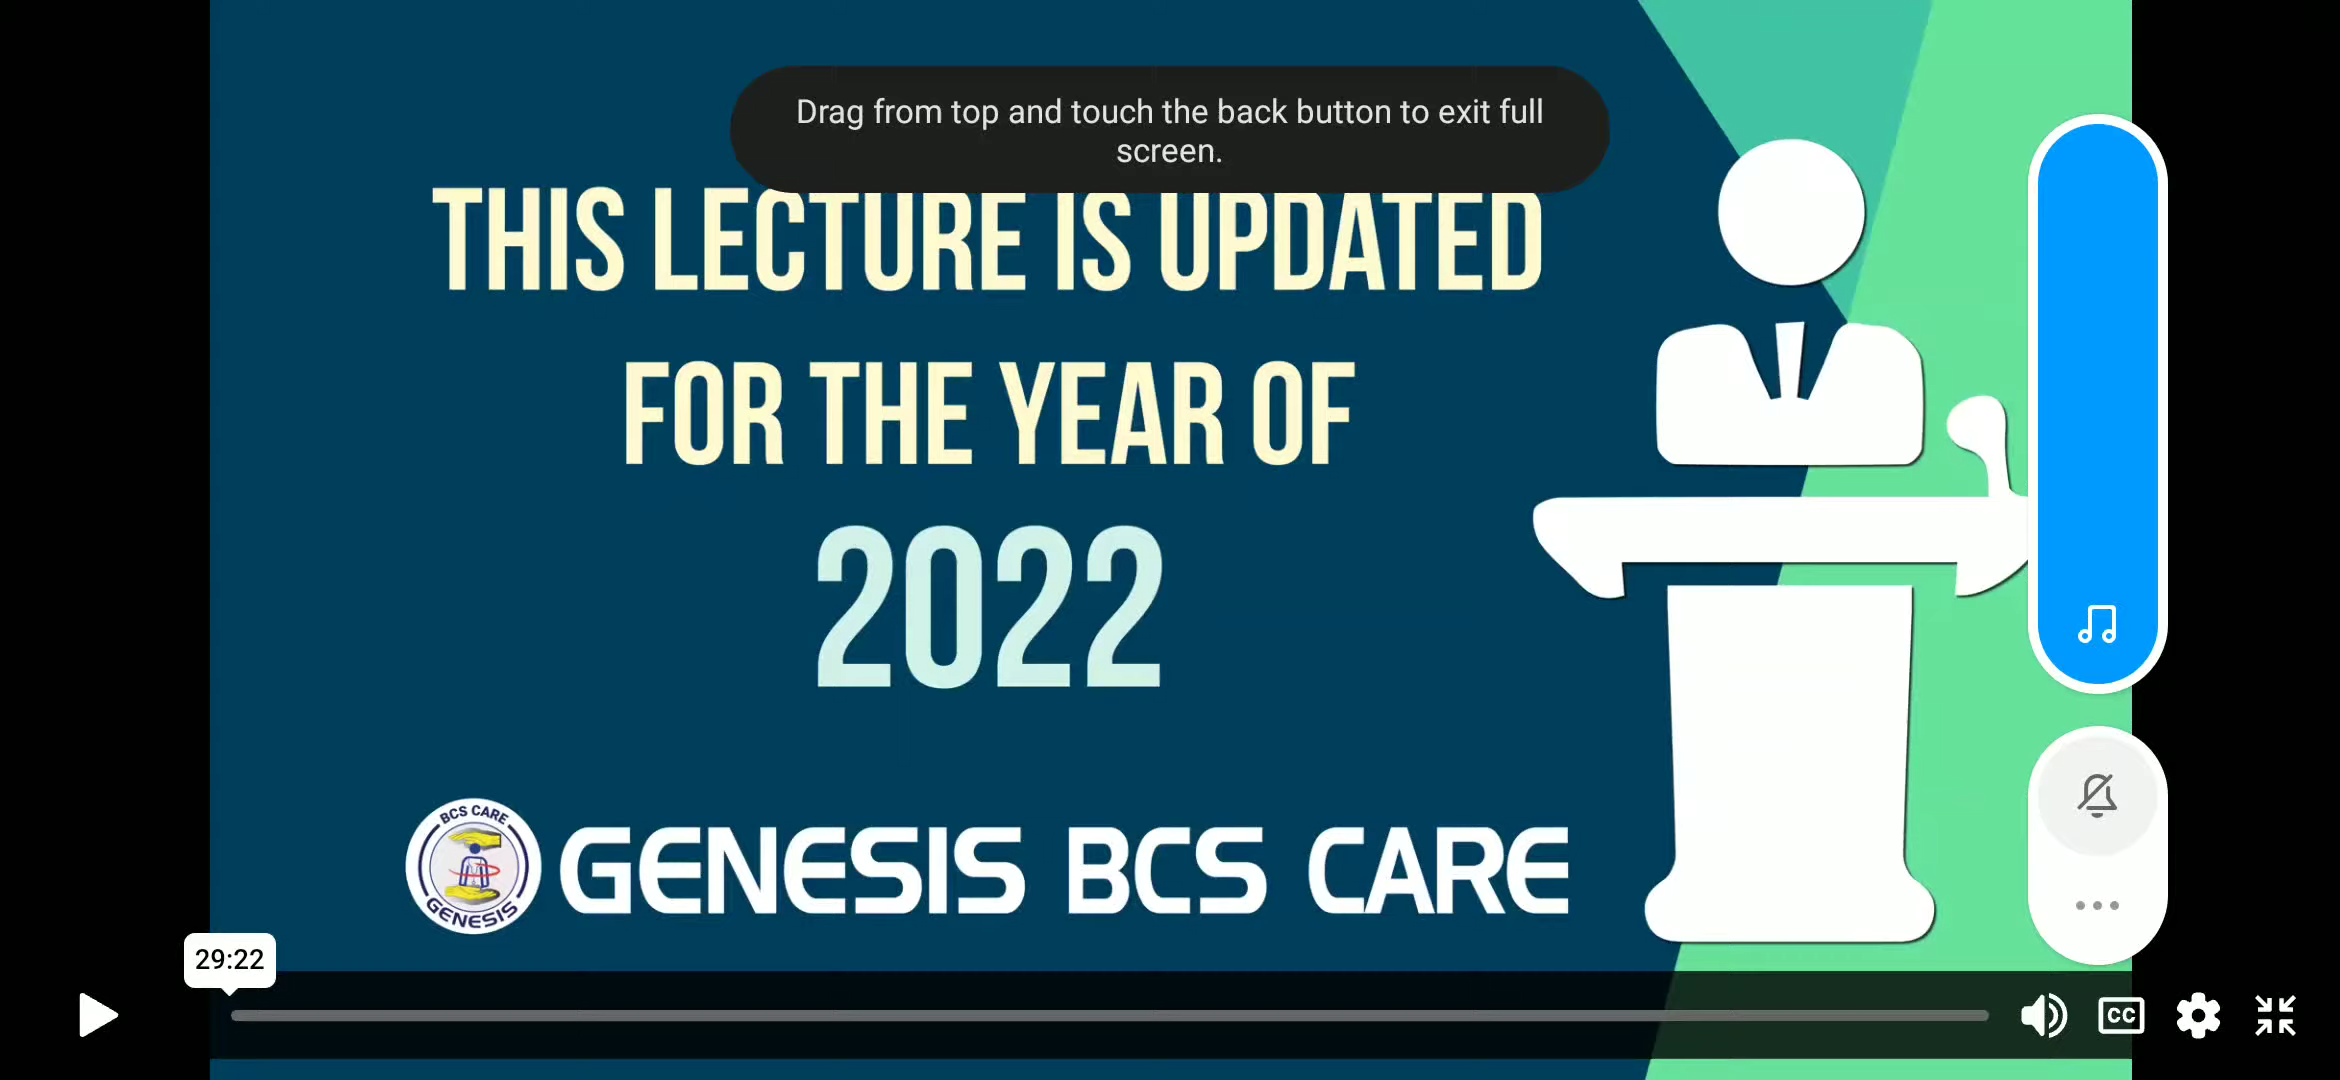 Drag from top and touch the back button to exit full
screen.
THIS LECTURE IS UPDATED
FOR THE YEAR OF
2022
BCS CARE
GENESIS
GENESIS BCS CARE
29:22
CC